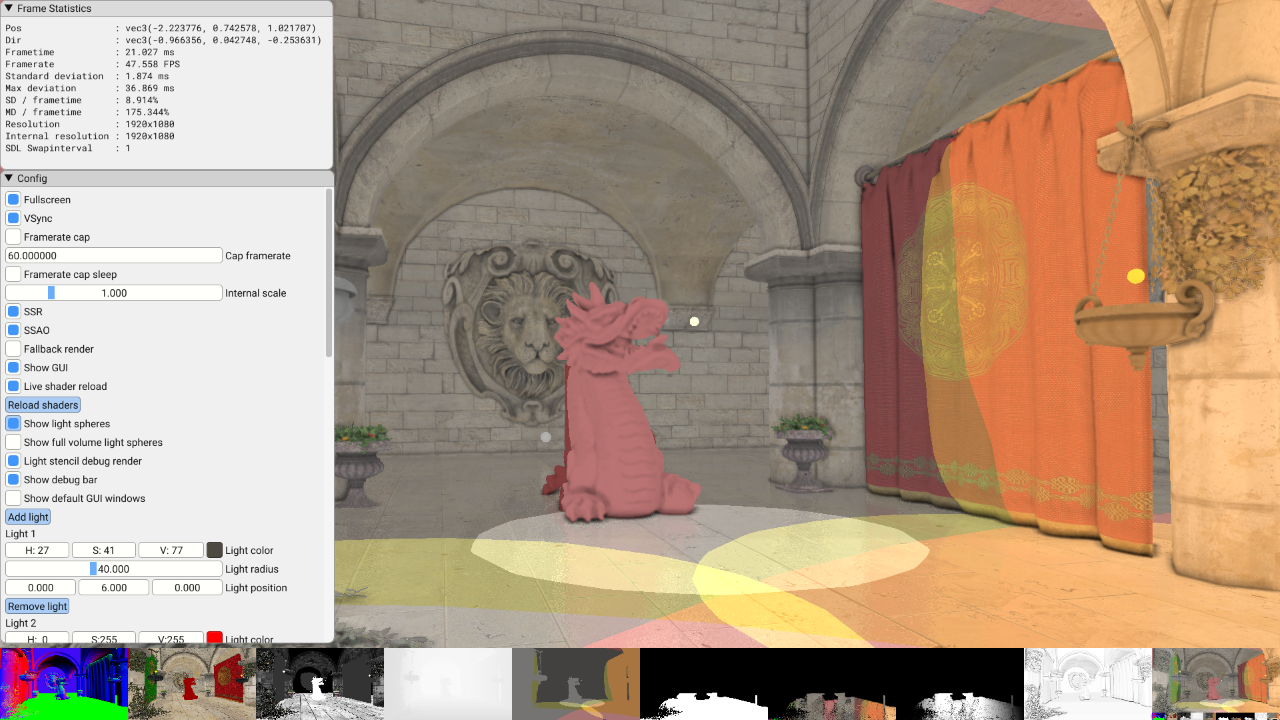 Frame Statistics
Pos : vec3(-2.223776, 0.742578, 1.021707)
Dir : vec3(-0.966356, 0.042748, -0.253631)
Frametime : 21.027 ms
Framerate : 47.558 FPS
Standard deviation : 1.874 ms
Max deviation : 36.869 ms
SD / frametime : 8.914%
MD / frametime : 175.344%
Resolution : 1920x1080
Internal resolution : 1920x1080
SDL Swapinterval : 1
Config
Fullscreen
VSync
Framerate cap
60.000000 Cap framerate
Framerate cap sleep
1.000 Internal scale
SSR
SSAO
Fallback render
Show GUI
Live shader reload
Reload shaders
Show light spheres
Show full volume light spheres
Light stencil debug render
Show debug bar
Show default GUI windows
Add light
Light 1
H: 27 S: 41 V: 77 Light color
40.000 Light radius
0.000 6.000 0.000 Light position
Remove light
Light 2
H: 0 S:255 V:255 Light color